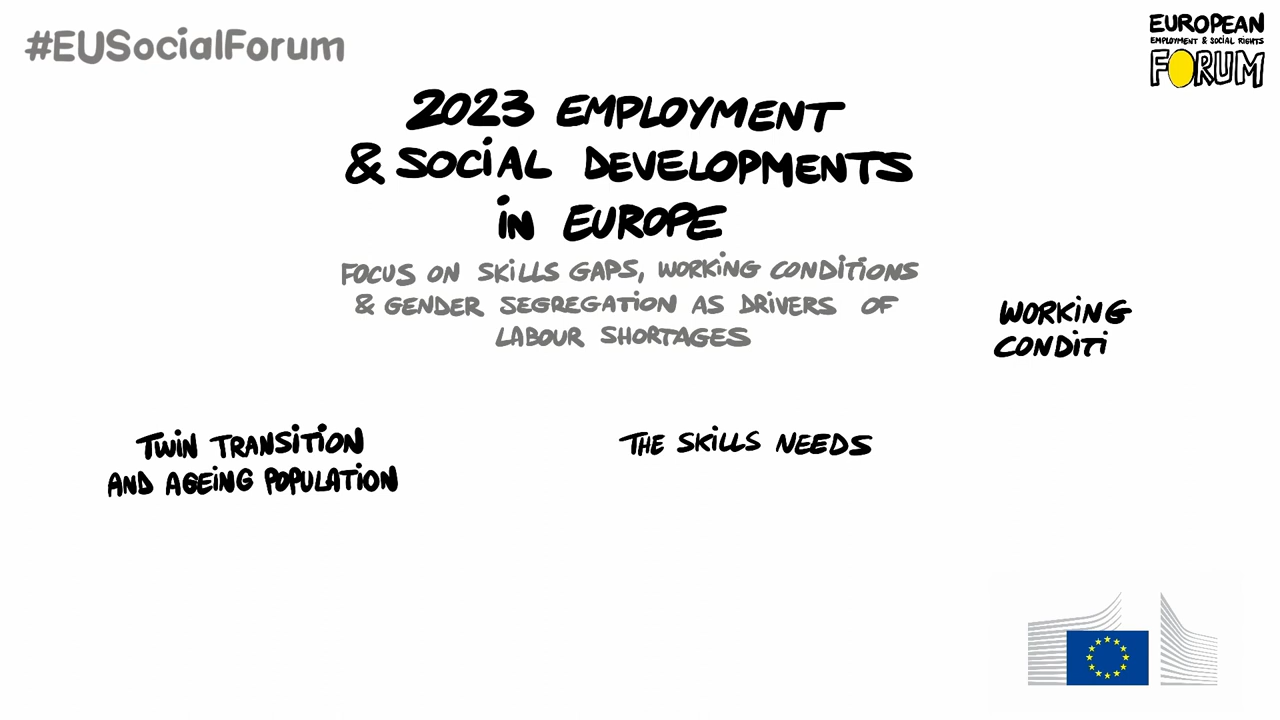 #EUSocialForum
EUROPEAN
EMPLOYMENT & SOCIAL RIGHTS
FORUM
2023 EMPLOYMENT
& SOCIAL DEVELOPMENTS
IN EUROPE
FOCUS ON SKILLS GAPS, WORKING CONDITIONS
& GENDER SEGREGATION AS DRIVERS OF
LABOUR SHORTAGES
WORKING
CONDITI
TWIN TRANSITION
AND AGEING POPULATION
THE SKILLS NEEDS